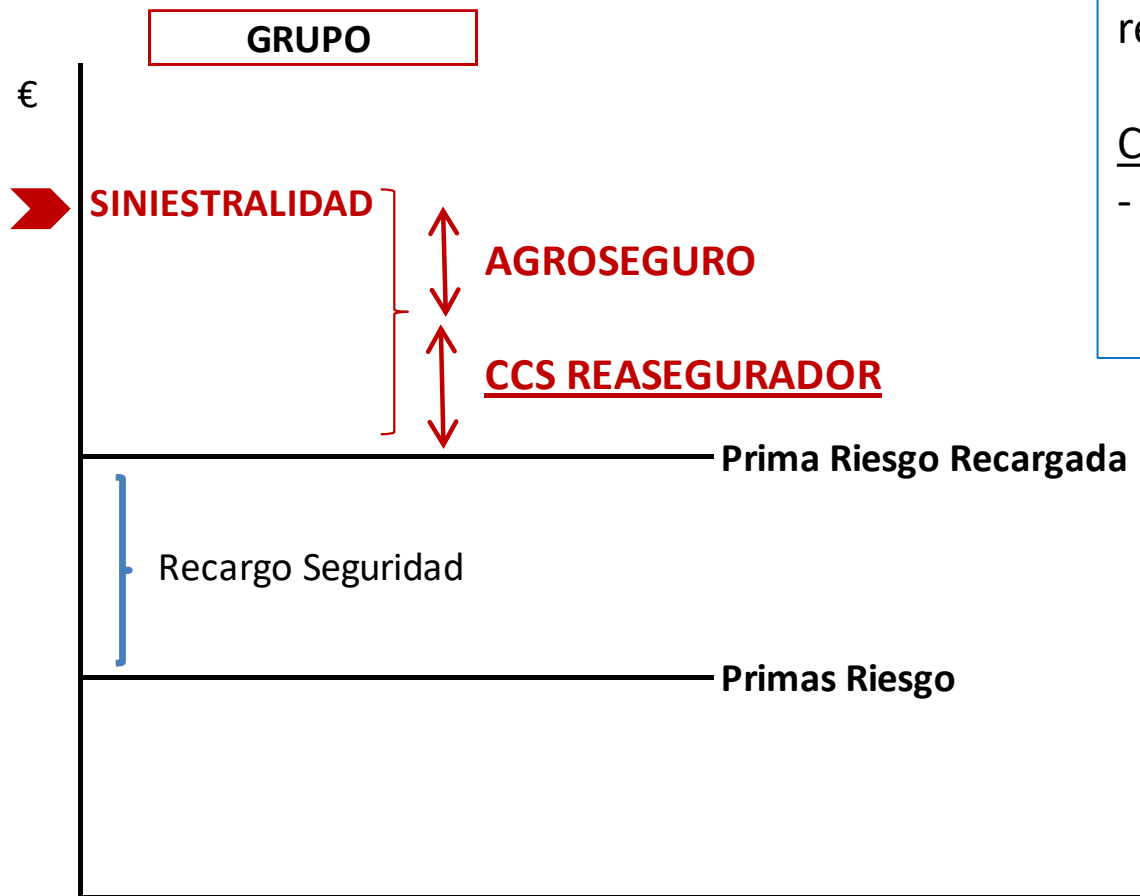 GRUPO
€
SINIESTRALIDAD
AGROSEGURO
CCS REASEGURADOR
Prima Riesgo Recargada
Recargo Seguridad
Primas Riesgo
-